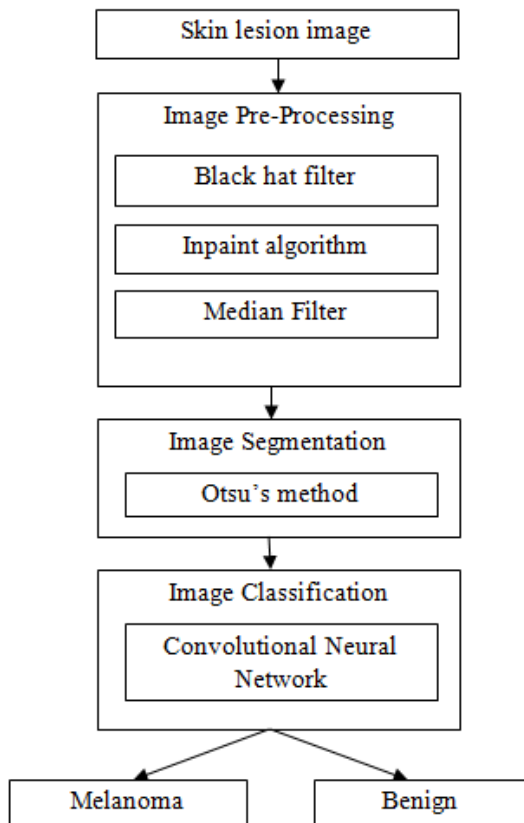 Skin lesion image
Image Pre-Processing
Black hat filter
Inpaint algorithm
Median Filter
Image Segmentation
Otsu’s method
Image Classification
Convolutional Neural
Network
Melanoma
Benign